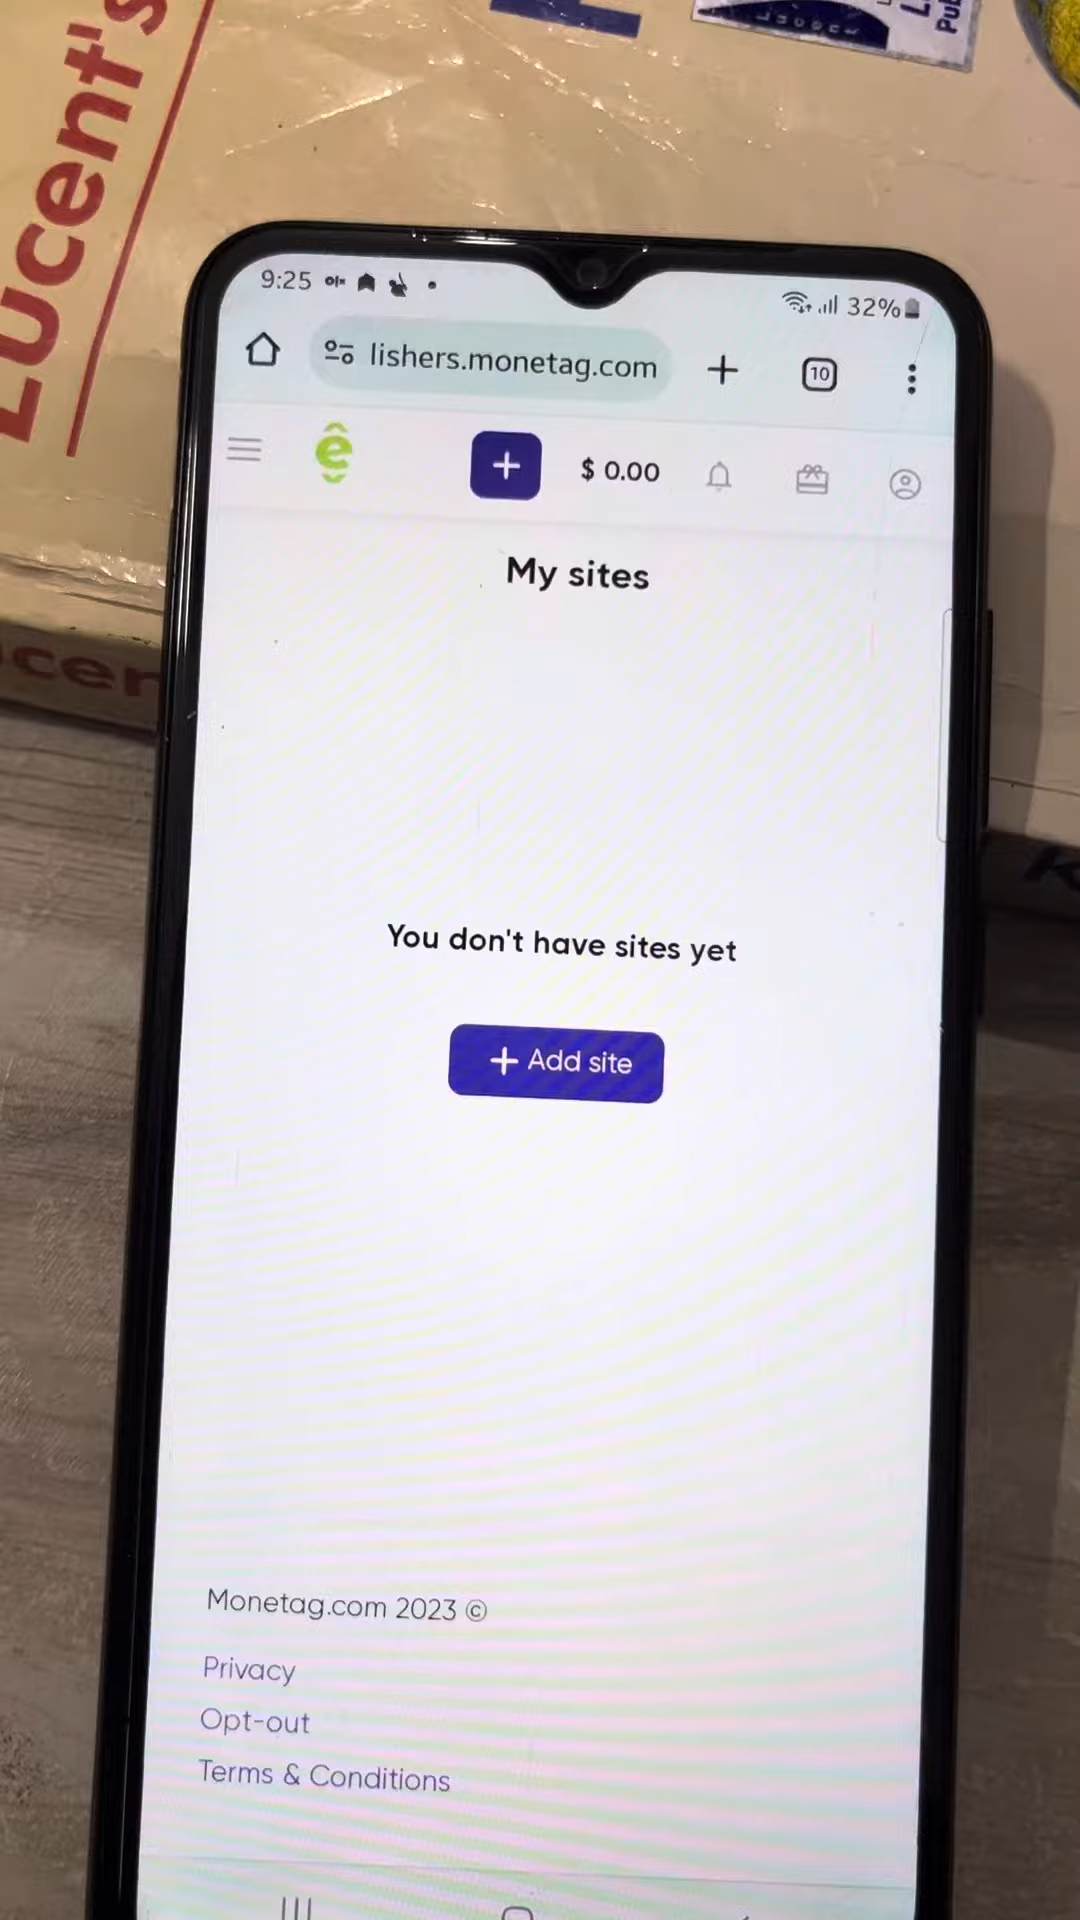 Lucent's
9:25
32%
lishers.monetag.com
10
$ 0.00
My sites
You don't have sites yet
+ Add site
Monetag.com 2023 ©
Privacy
Opt-out
Terms & Conditions